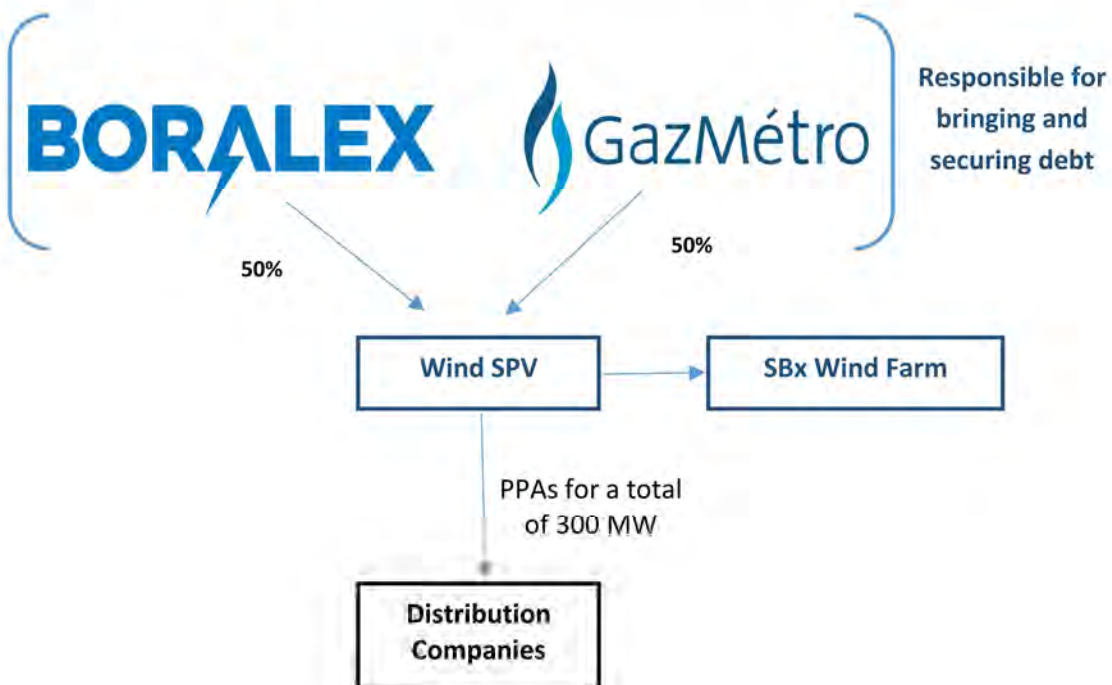 BORALEX
GazMétro
Responsible for
bringing and
securing debt
50%
50%
Wind SPV
SBx Wind Farm
PPAs for a total
of 300 MW
Distribution
Companies